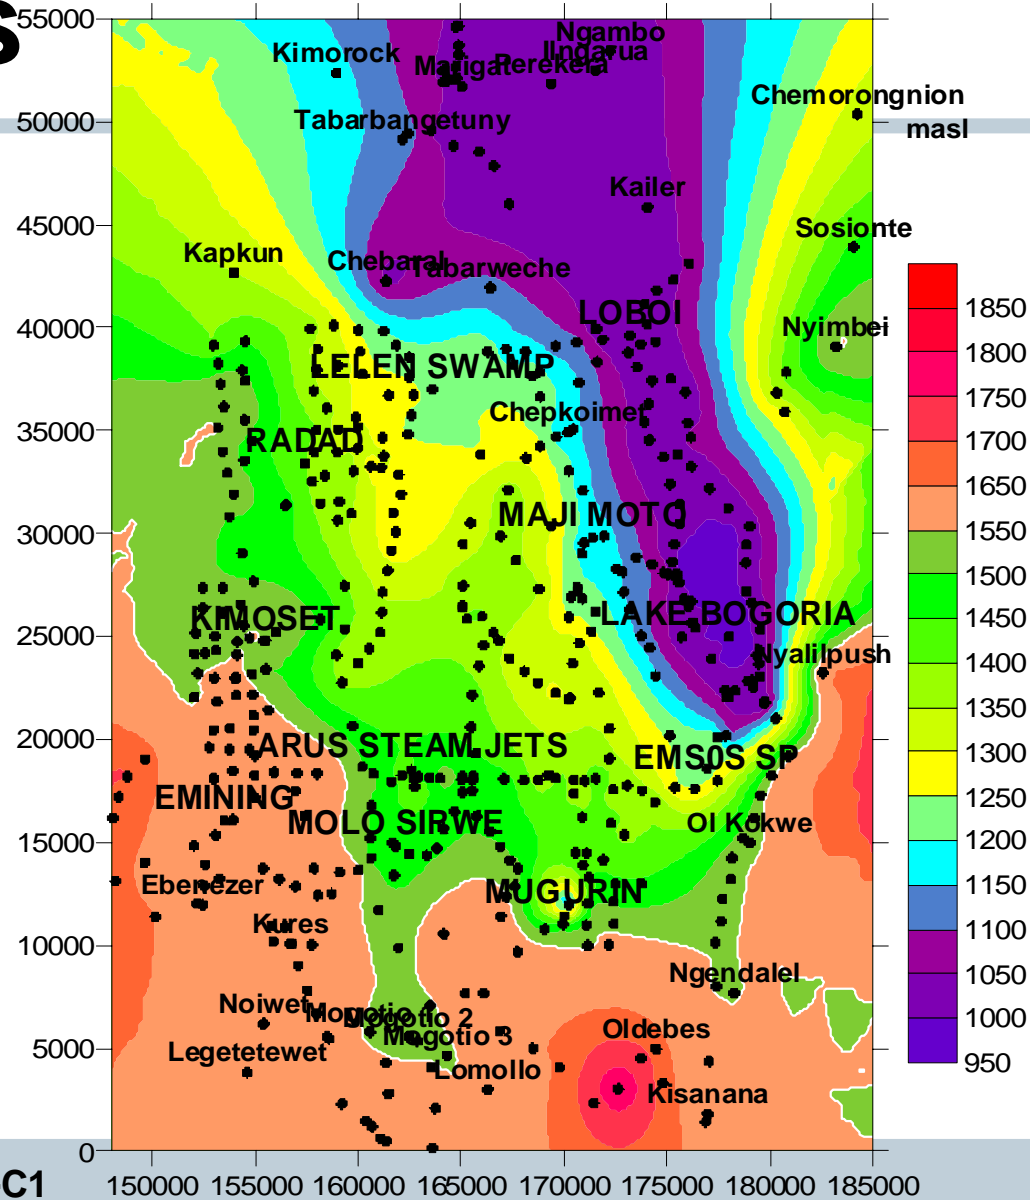 S
55000
Ngambo
Kimorock
Marigat
Perekera
Chemorongnion
masl
50000
Tabarbangetuny
Kailer
45000
Sosionte
Kapkun
Chebaral
Tabarweche
LOBOI
1850
40000
Nyimbei
1800
LELEN SWAMP
1750
Chepkoimet
1700
35000
RADAD
1650
MAJI MOTO
1550
30000
1500
1450
KIMOSET
LAKE BOGORIA
25000
1400
Nyalilpush
1350
20000
ARUS STEAM JETS
EMS0S SP
1300
EMINING
1250
MOLO SIRWE
Ol Kokwe
1200
15000
1150
Ebenezer
MUGURIN
1100
Kures
10000
1050
Ngendalel
Noiwet
Mogotio
Mogotio 2
1000
Mogotio 3
Oldebes
5000
Legetetewet
950
Lomollo
Kisanana
0
C1
150000 155000 160000 165000 170000 175000 180000 185000